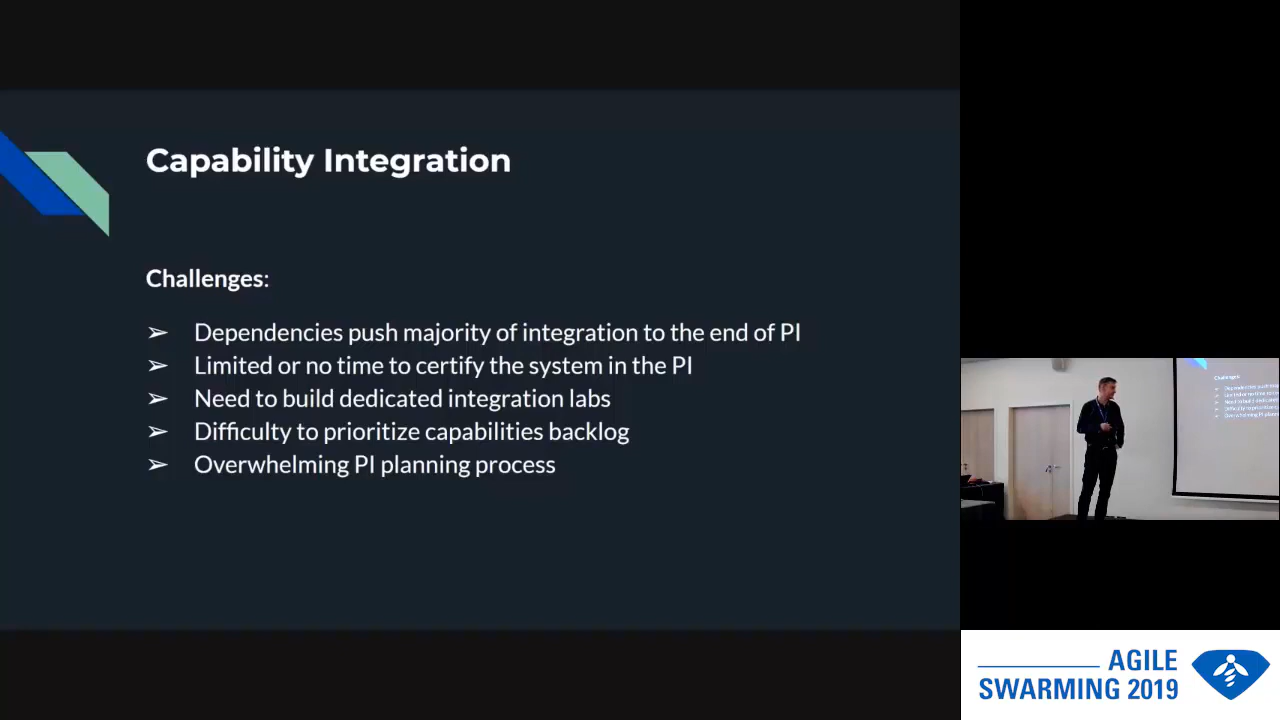 Capability Integration
Challenges:
➢ Dependencies push majority of integration to the end of PI
➢ Limited or no time to certify the system in the PI
➢ Need to build dedicated integration labs
➢ Difficulty to prioritize capabilities backlog
➢ Overwhelming PI planning process
Challenges:
AGILE
SWARMING 2019